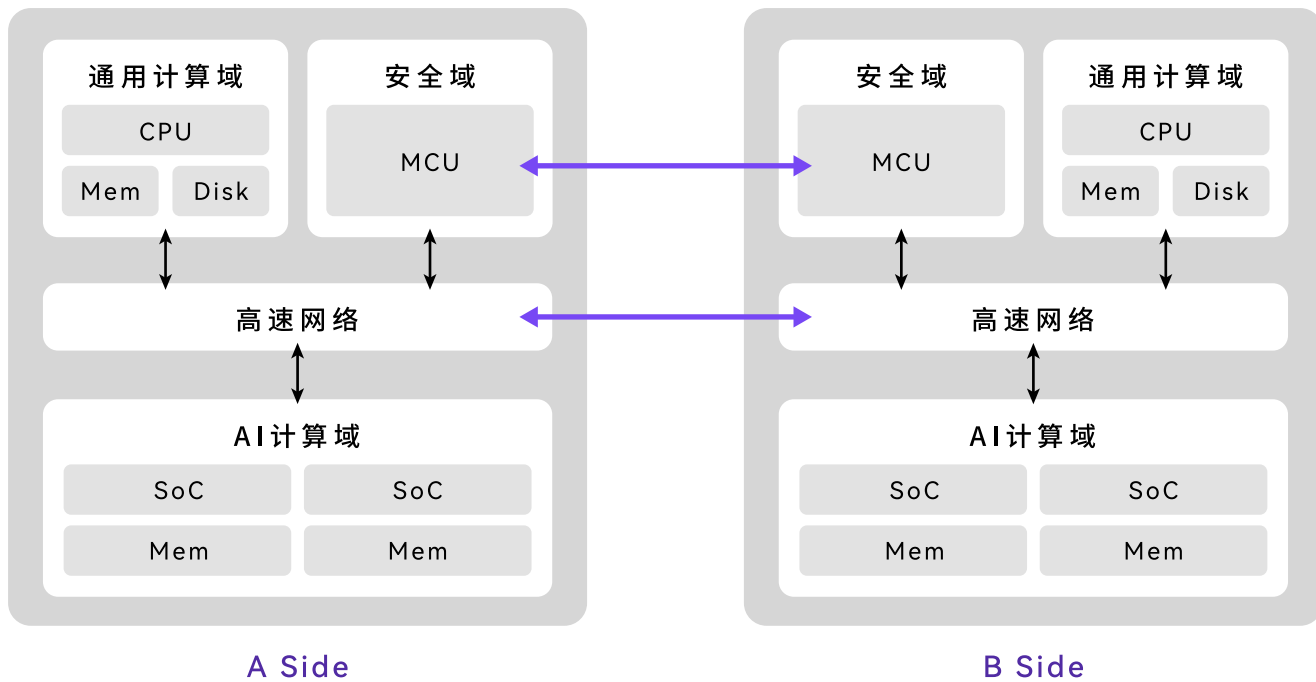 通用计算域
CPU
Mem
Disk
安全域
MCU
高速网络
AI计算域
SoC
SoC
Mem
Mem
A Side
安全域
MCU
通用计算域
CPU
Mem
Disk
高速网络
AI计算域
SoC
SoC
Mem
Mem
B Side